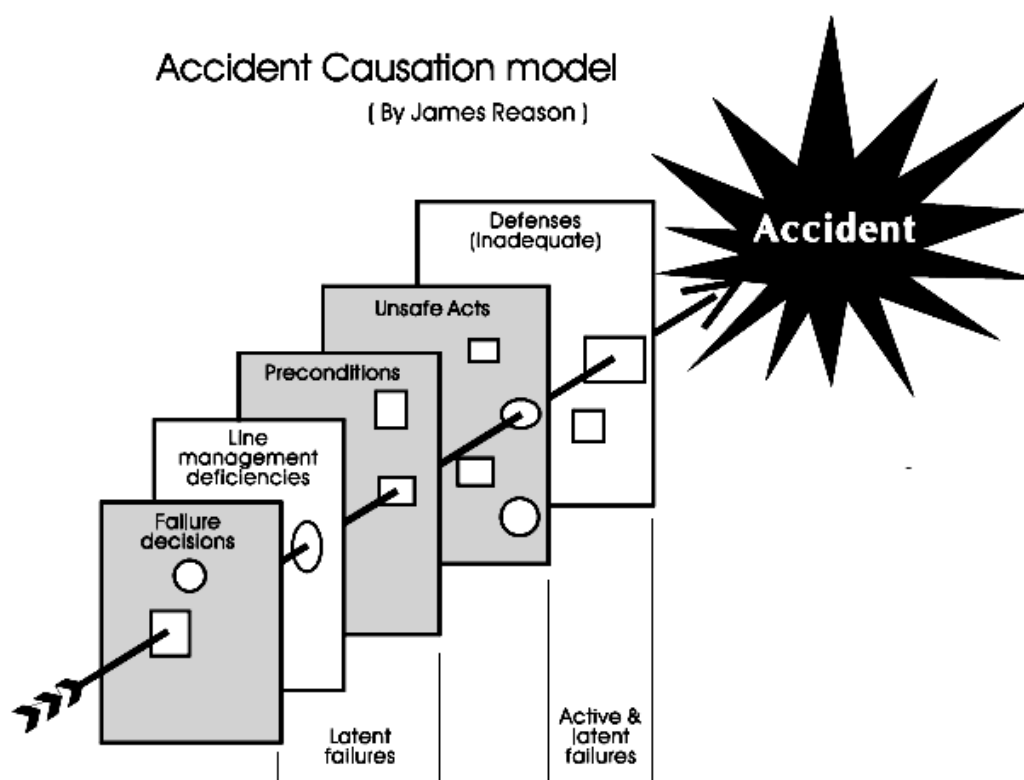 Accident Causation model
( By James Reason )
Accident
Defenses
(Inadequate)
Unsafe Acts
Preconditions
Line
management
deficiencies
Failure
decisions
Latent
failures
Active &
latent
failures